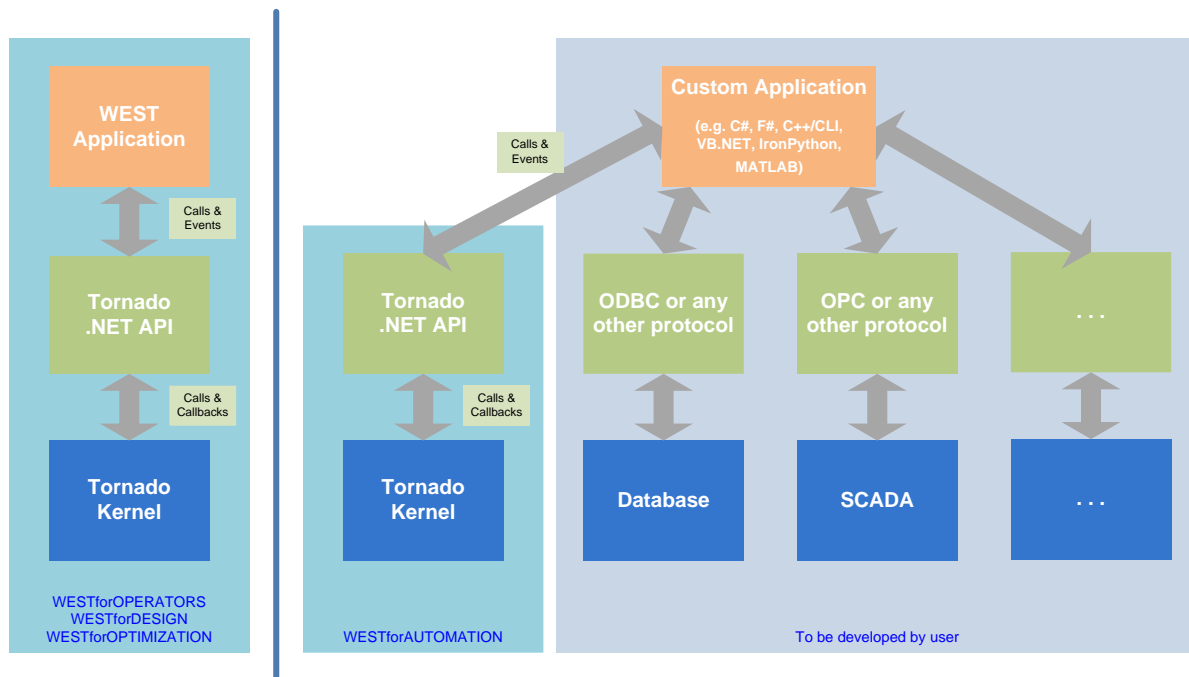 WEST
Application
Calls &
Events
Tornado
.NET API
Calls &
Callbacks
Tornado
Kernel
WESTforOPERATORS
WESTforDESIGN
WESTforOPTIMIZATION
Custom Application
(e.g. C#, F#, C++/CLI,
VB.NET, IronPython,
MATLAB)
Calls &
Events
Tornado
.NET API
Calls &
Callbacks
Tornado
Kernel
WESTforAUTOMATION
ODBC or any
other protocol
OPC or any
other protocol
. . .
Database
SCADA
. . .
To be developed by user